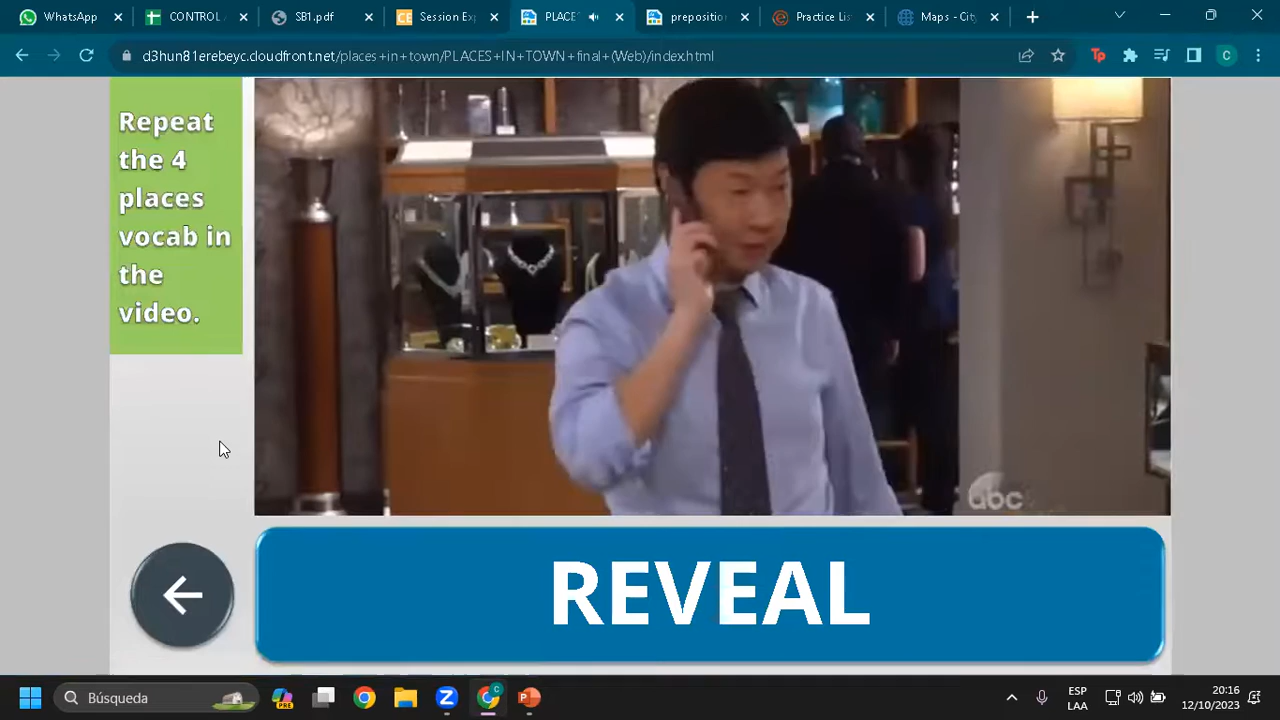 WhatsApp
CONTROL
SB1.pdf
Session Ex
PLACE
preposition
Practice Lis
Maps - City
d3hun81erebeyc.cloudfront.net/places+in+town/PLACES+IN+TOWN+final+(Web)/index.html
C
Repeat
the 4
places
vocab in
the
video.
abc
REVEAL
Búsqueda
PRE
ESP
LAA
20:16
12/10/2023